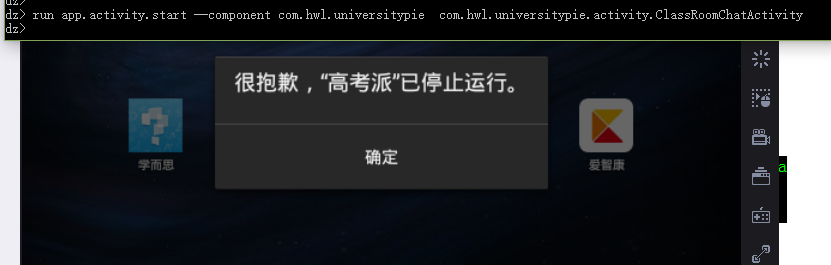 dz>
dz> run app.activity.start --component com.hwl.universitypie  com.hwl.universitypie.activity.ClassRoomChatActivity
dz>
很抱歉，“高考派”已停止运行。
学而思
确定
爱智康
a